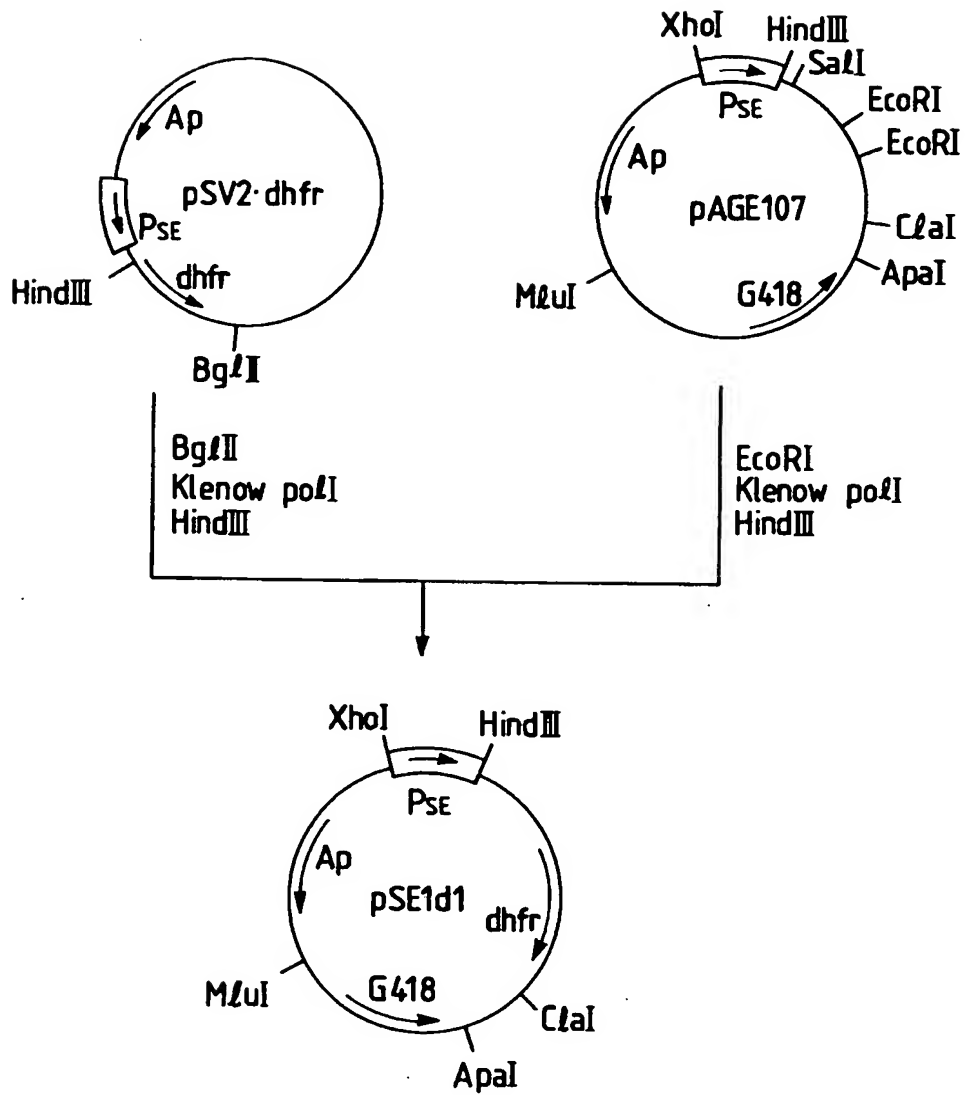 Ap
pSV2·dhfr
PSE
dhfr
HindIII
BglII
XhoI
HindIII
SalI
EcoRI
EcoRI
PSE
Ap
pAGE107
ClaI
ApaI
G418
MluI
BglII
Klenow polI
HindIII
EcoRI
Klenow polI
HindIII
XhoI
HindIII
PSE
Ap
pSE1d1
dhfr
G418
MluI
ClaI
ApaI